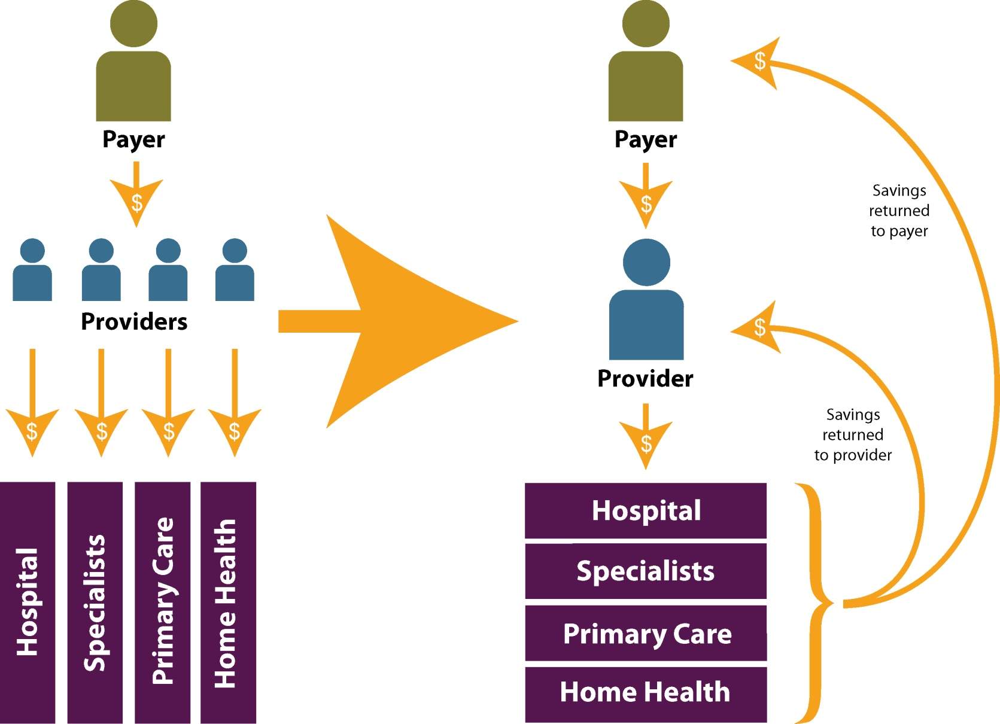 Payer
$
Providers
$
$
$
$
Hospital
Specialists
Primary Care
Home Health
Payer
$
Provider
$
Hospital
Specialists
Primary Care
Home Health
$
Savings
returned
to payer
$
Savings
returned
to provider